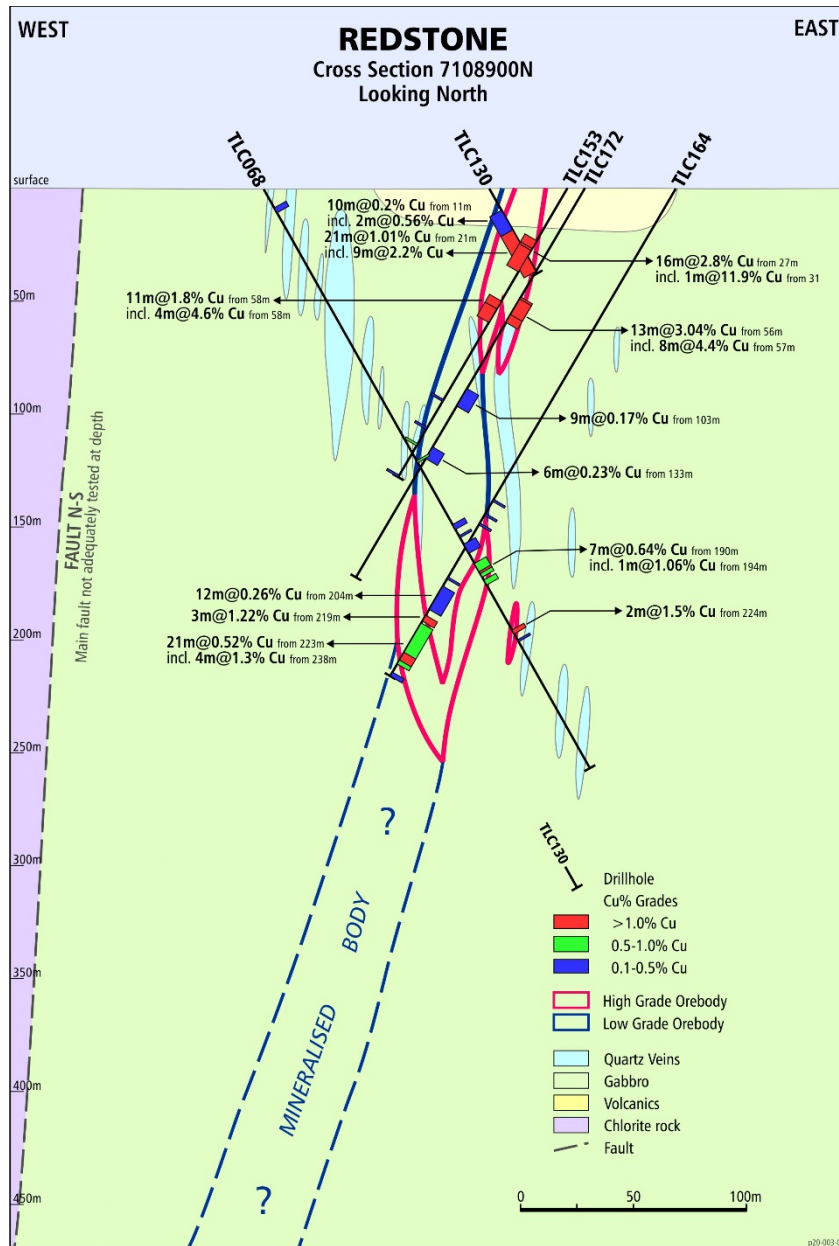 WEST
EAST
REDSTONE
Cross Section 7108900N
Looking North
TLC068
TLC130
TLC153
TLC172
TLC164
surface
10m@0.2% Cu from 11m
incl. 2m@0.56% Cu
21m@1.01% Cu from 21m
incl. 9m@2.2% Cu
16m@2.8% Cu from 27m
incl. 1m@11.9% Cu from 31
50m
11m@1.8% Cu from 58m
incl. 4m@4.6% Cu from 58m
13m@3.04% Cu from 56m
incl. 8m@4.4% Cu from 57m
100m
9m@0.17% Cu from 103m
6m@0.23% Cu from 133m
150m
FAULT N-S
Main fault not adequately tested at depth
7m@0.64% Cu from 190m
incl. 1m@1.06% Cu from 194m
12m@0.26% Cu from 204m
3m@1.22% Cu from 219m
2m@1.5% Cu from 224m
200m
21m@0.52% Cu from 223m
incl. 4m@1.3% Cu from 238m
250m
?
300m
350m
400m
450m
MINERALISED BODY
?
TLC130
Drillhole
Cu% Grades
>1.0% Cu
0.5-1.0% Cu
0.1-0.5% Cu
High Grade Orebody
Low Grade Orebody
Quartz Veins
Gabbro
Volcanics
Chlorite rock
Fault
0 50 100m